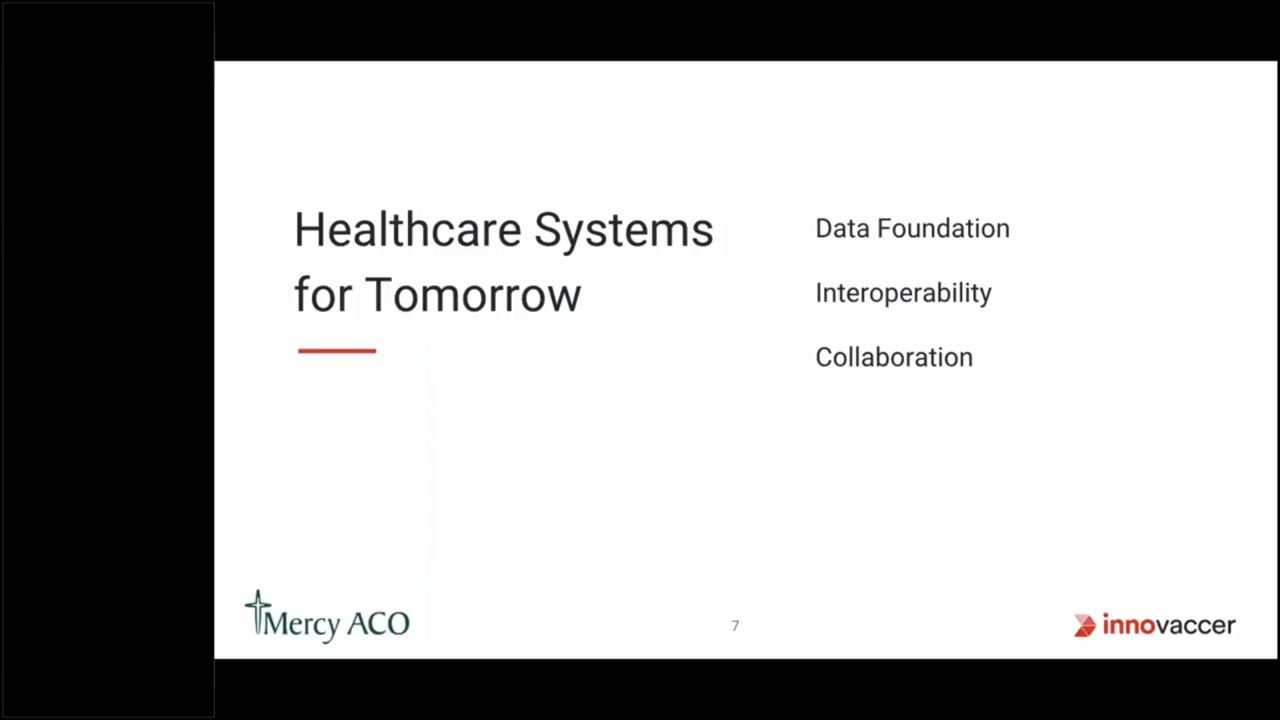 Healthcare Systems
for Tomorrow
Data Foundation
Interoperability
Collaboration
Mercy ACO
7
innovaccer